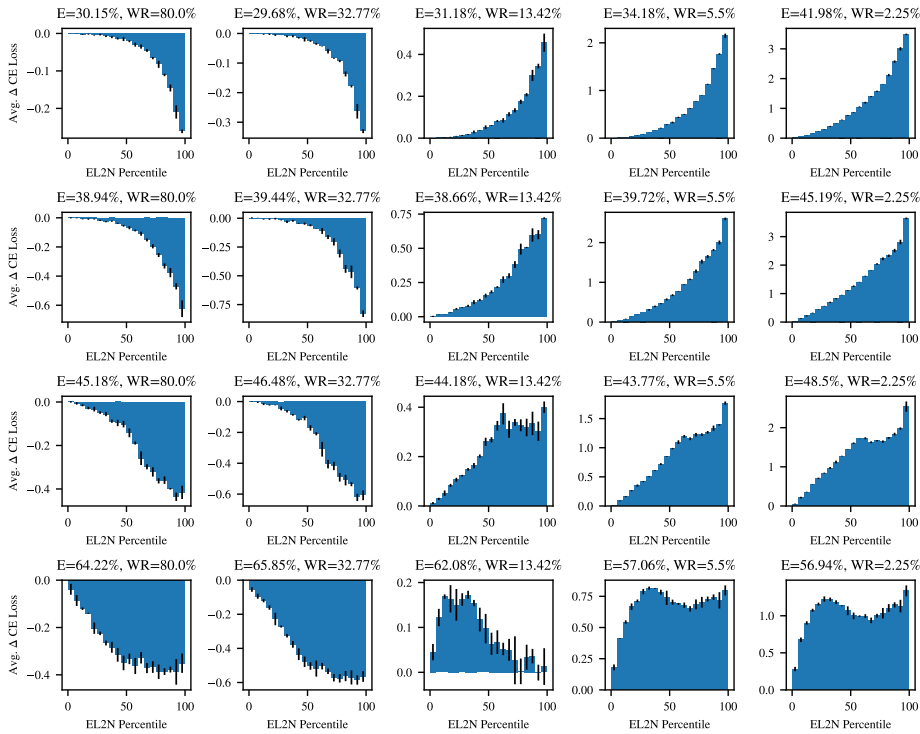 E=30.15%, WR=80.0% E=29.68%, WR=32.77% E=31.18%, WR=13.42% E=34.18%, WR=5.5% E=41.98%, WR=2.25%
Avg. Δ CE Loss
0.0 −0.1 −0.2
0.0 −0.1 −0.2 −0.3
0.4 0.2 0.0
2 1 0
3 2 1 0
0 50 100 0 50 100 0 50 100 0 50 100 0 50 100
EL2N Percentile EL2N Percentile EL2N Percentile EL2N Percentile EL2N Percentile
E=38.94%, WR=80.0% E=39.44%, WR=32.77% E=38.66%, WR=13.42% E=39.72%, WR=5.5% E=45.19%, WR=2.25%
Avg. Δ CE Loss
0.0 −0.2 −0.4 −0.6
0.00 −0.25 −0.50 −0.75
0.75 0.50 0.25 0.00
2 1 0
3 2 1 0
0 50 100 0 50 100 0 50 100 0 50 100 0 50 100
EL2N Percentile EL2N Percentile EL2N Percentile EL2N Percentile EL2N Percentile
E=45.18%, WR=80.0% E=46.48%, WR=32.77% E=44.18%, WR=13.42% E=43.77%, WR=5.5% E=48.5%, WR=2.25%
Avg. Δ CE Loss
0.0 −0.2 −0.4
0.0 −0.2 −0.4 −0.6
0.4 0.2 0.0
1.5 1.0 0.5 0.0
2 1 0
0 50 100 0 50 100 0 50 100 0 50 100 0 50 100
EL2N Percentile EL2N Percentile EL2N Percentile EL2N Percentile EL2N Percentile
E=64.22%, WR=80.0% E=65.85%, WR=32.77% E=62.08%, WR=13.42% E=57.06%, WR=5.5% E=56.94%, WR=2.25%
Avg. Δ CE Loss
0.0 −0.2 −0.4
0.0 −0.2 −0.4 −0.6
0.2 0.1 0.0
0.75 0.50 0.25 0.00
1.0 0.5 0.0
0 50 100 0 50 100 0 50 100 0 50 100 0 50 100
EL2N Percentile EL2N Percentile EL2N Percentile EL2N Percentile EL2N Percentile